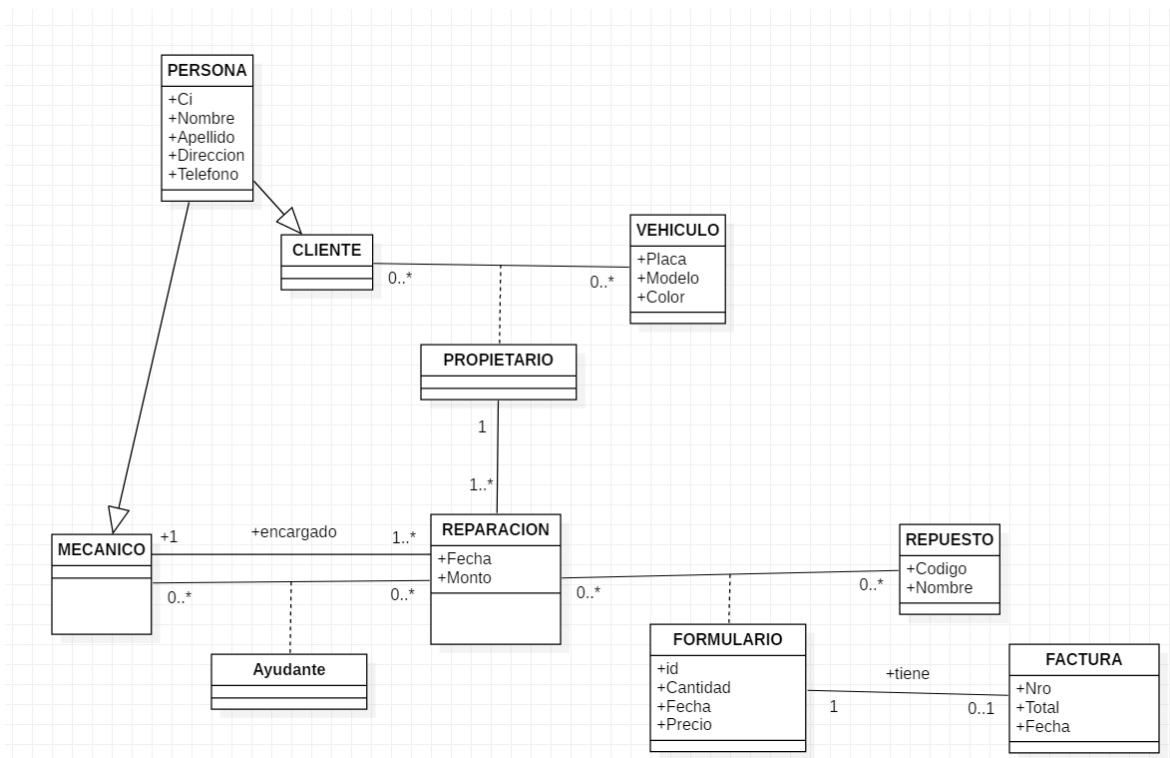 PERSONA
+Ci
+Nombre
+Apellido
+Direccion
+Telefono
CLIENTE
0..*
0..*
VEHICULO
+Placa
+Modelo
+Color
PROPIETARIO
1
1..*
MECANICO
+1
+encargado
1..*
0..*
0..*
REPARACION
+Fecha
+Monto
Ayudante
0..*
0..*
REPUESTO
+Codigo
+Nombre
FORMULARIO
+id
+Cantidad
+Fecha
+Precio
+tiene
1
0..1
FACTURA
+Nro
+Total
+Fecha